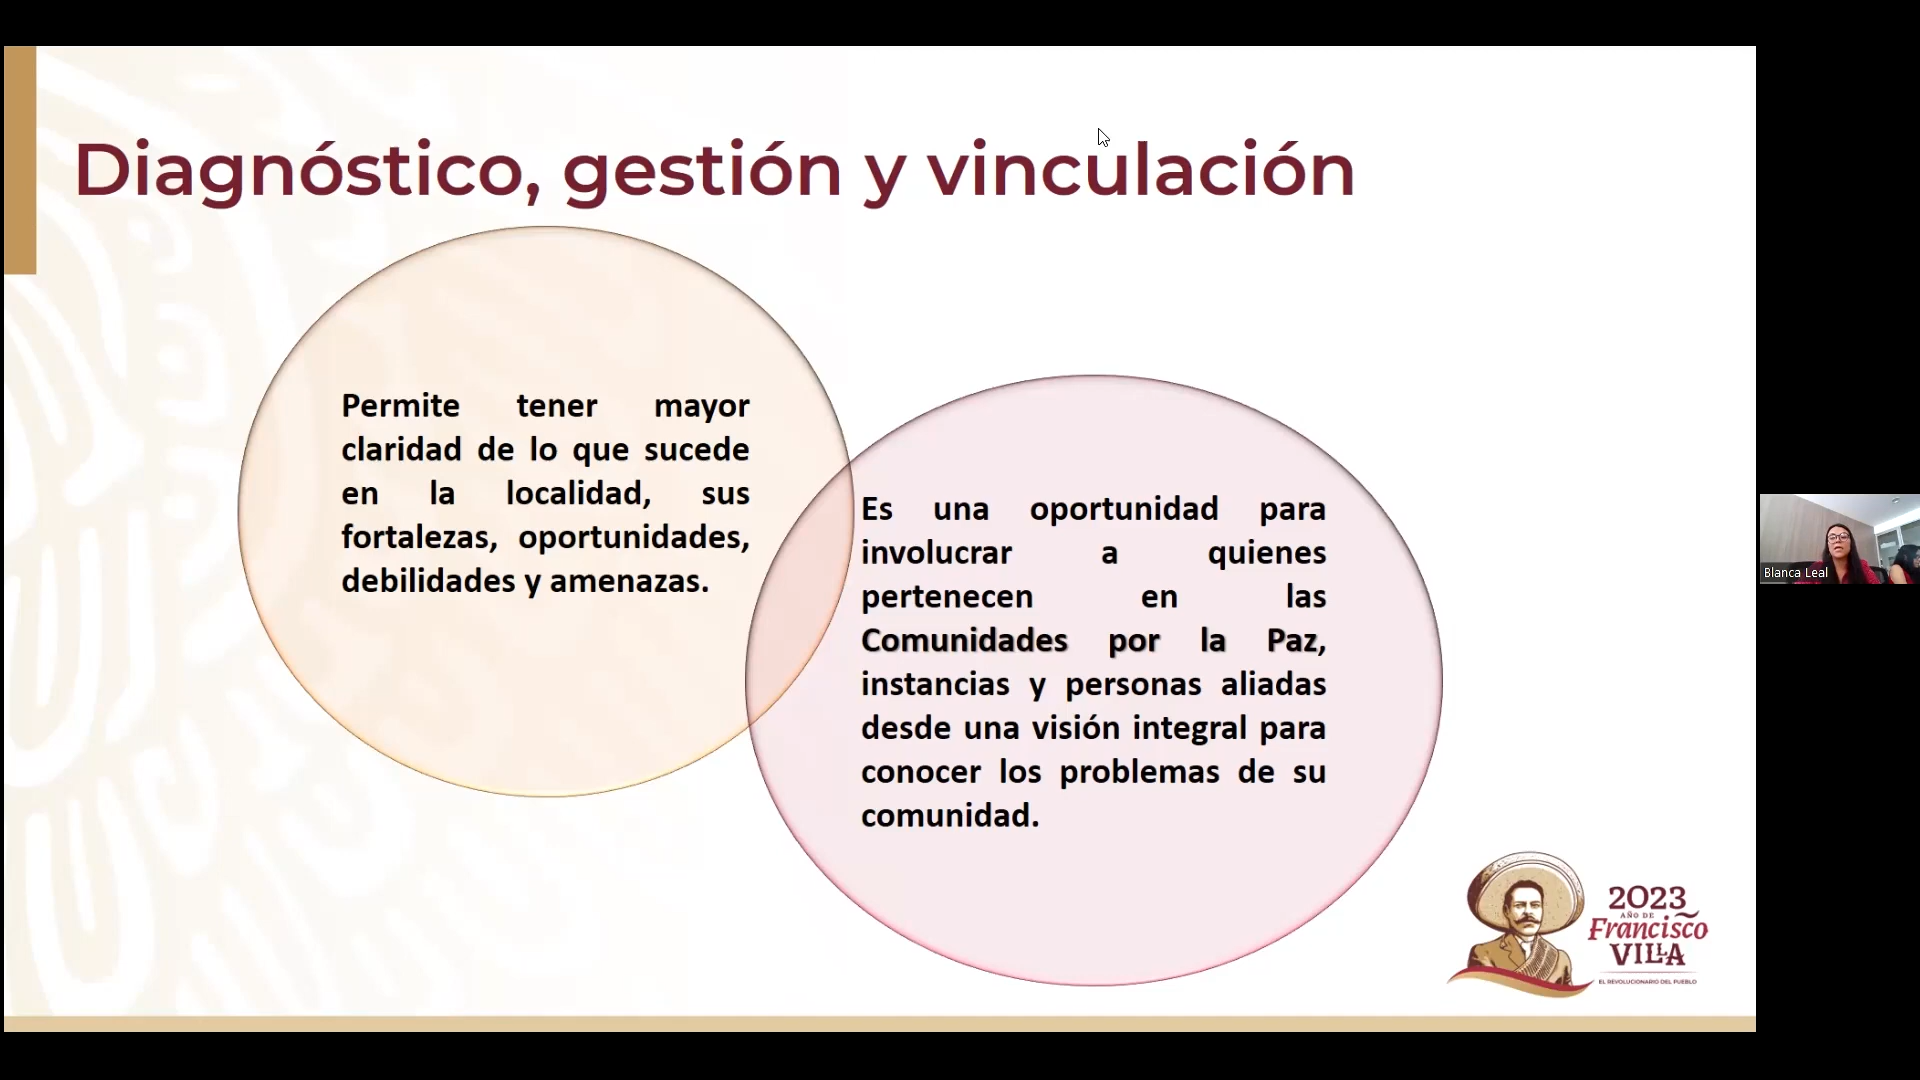 Diagnóstico, gestión y vinculación
Permite tener mayor
claridad de lo que sucede
en la localidad, sus
fortalezas, oportunidades,
debilidades y amenazas.
Es una oportunidad para
involucrar a quienes
pertenecen en las
Comunidades por la Paz,
instancias y personas aliadas
desde una visión integral para
conocer los problemas de su
comunidad.
Blanca Leal
2023
AÑO DE
Francisco
VILLA
EL REVOLUCIONARIO DEL PUEBLO